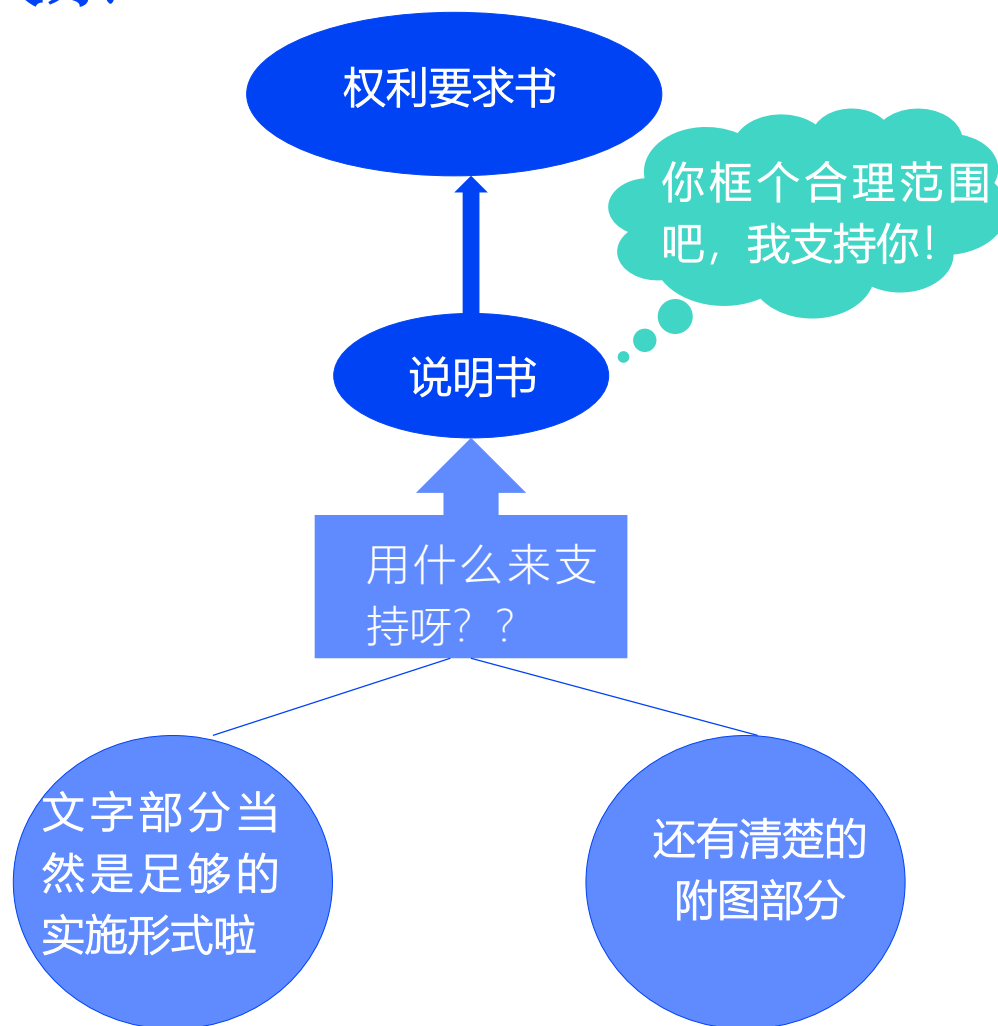 权利要求书
你框个合理范围
吧，我支持你！
说明书
用什么来支
持呀？？
文字部分当
然是足够的
实施形式啦
还有清楚的
附图部分